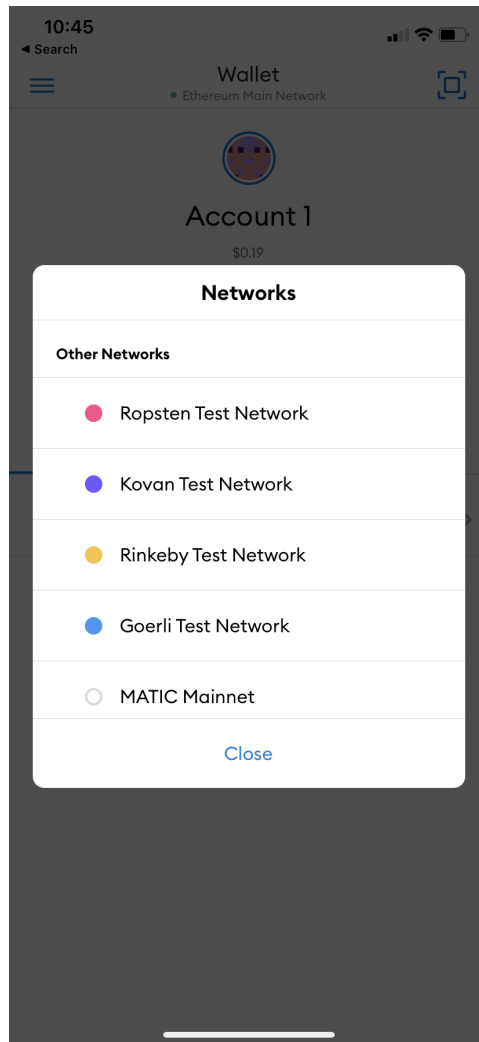 10:45
◀ Search
Wallet
Ethereum Main Network
Account 1
$0.19
Networks
Other Networks
Ropsten Test Network
Kovan Test Network
Rinkeby Test Network
Goerli Test Network
MATIC Mainnet
Close